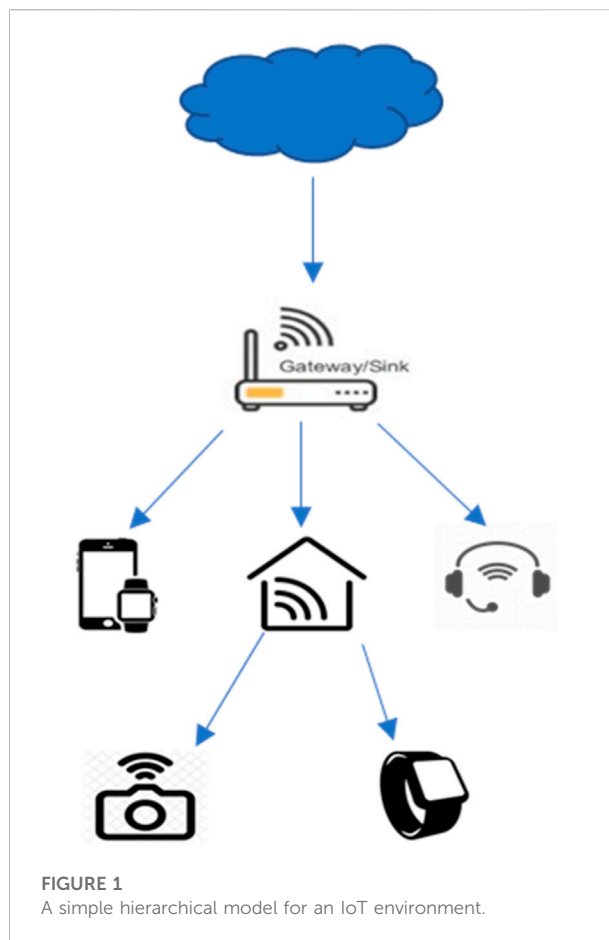 Gateway/Sink
FIGURE 1
A simple hierarchical model for an IoT environment.